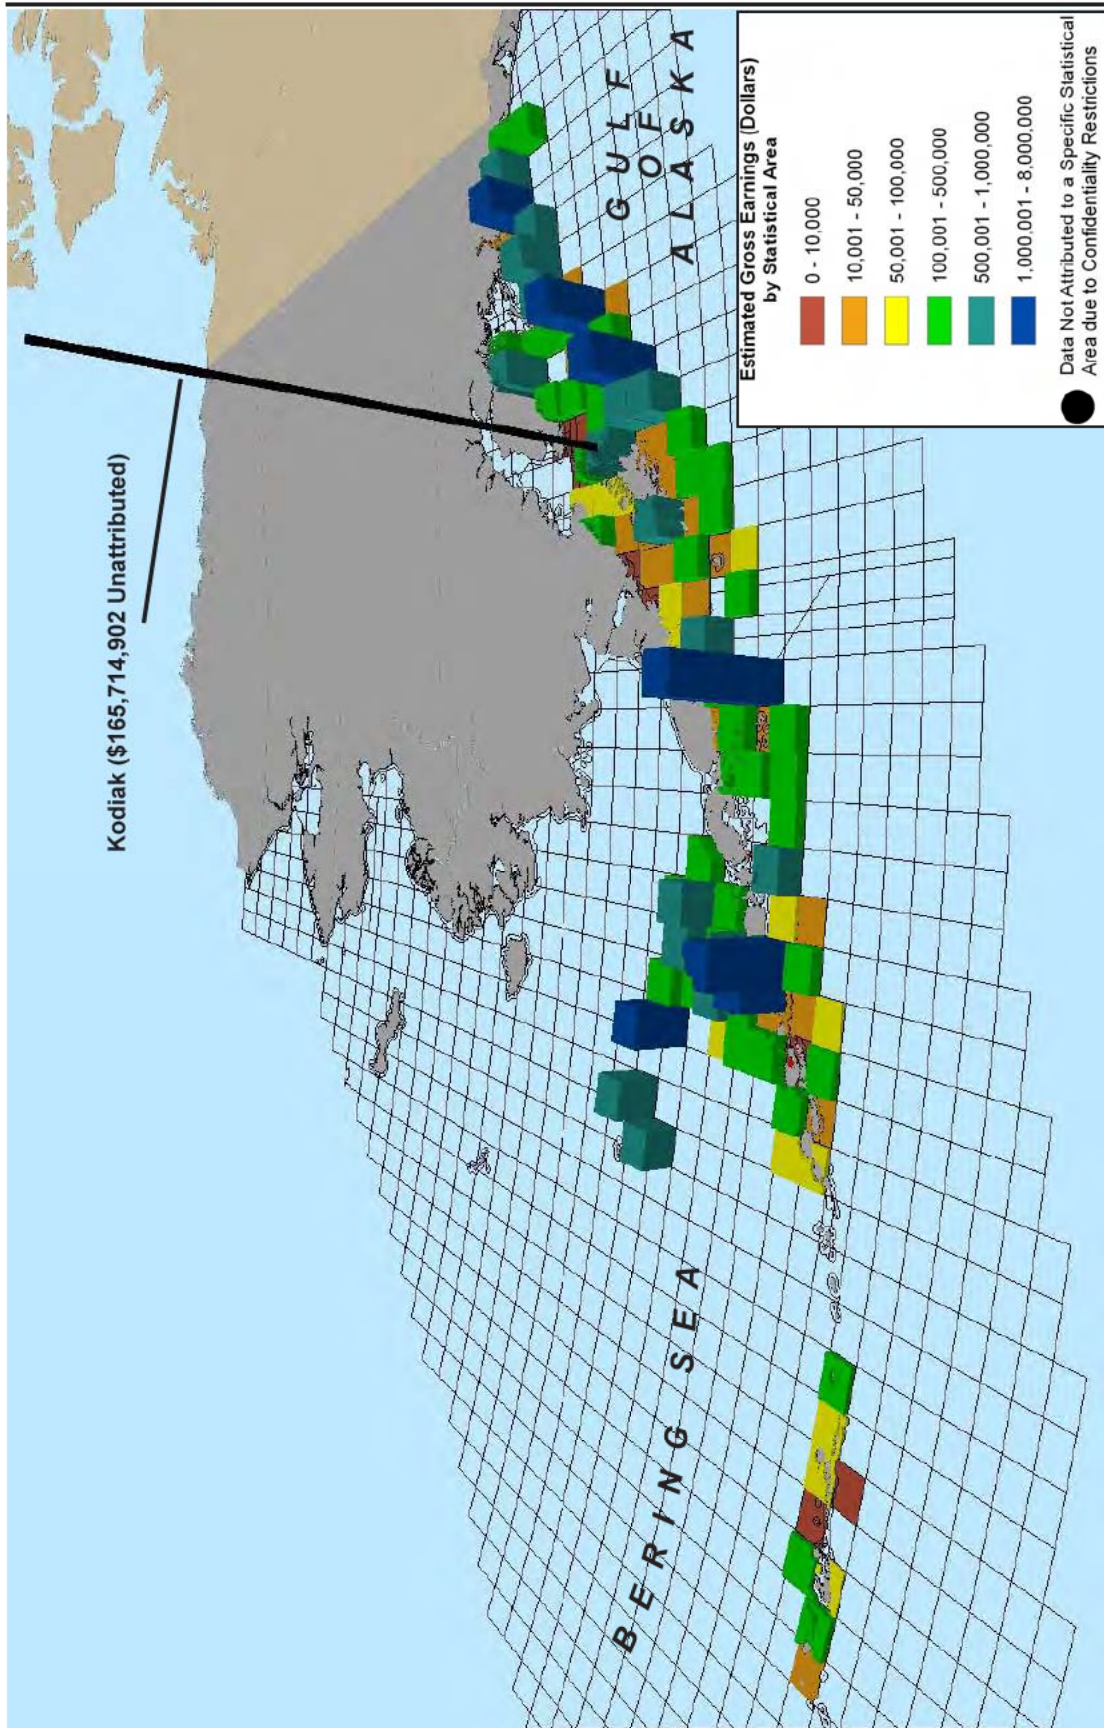 Kodiak ($165,714,902 Unattributed)
GULF
OF
ALASKA
BERING SEA
Estimated Gross Earnings (Dollars)
by Statistical Area
0 - 10,000
10,001 - 50,000
50,001 - 100,000
100,001 - 500,000
500,001 - 1,000,000
1,000,001 - 8,000,000
Data Not Attributed to a Specific Statistical
Area due to Confidentiality Restrictions